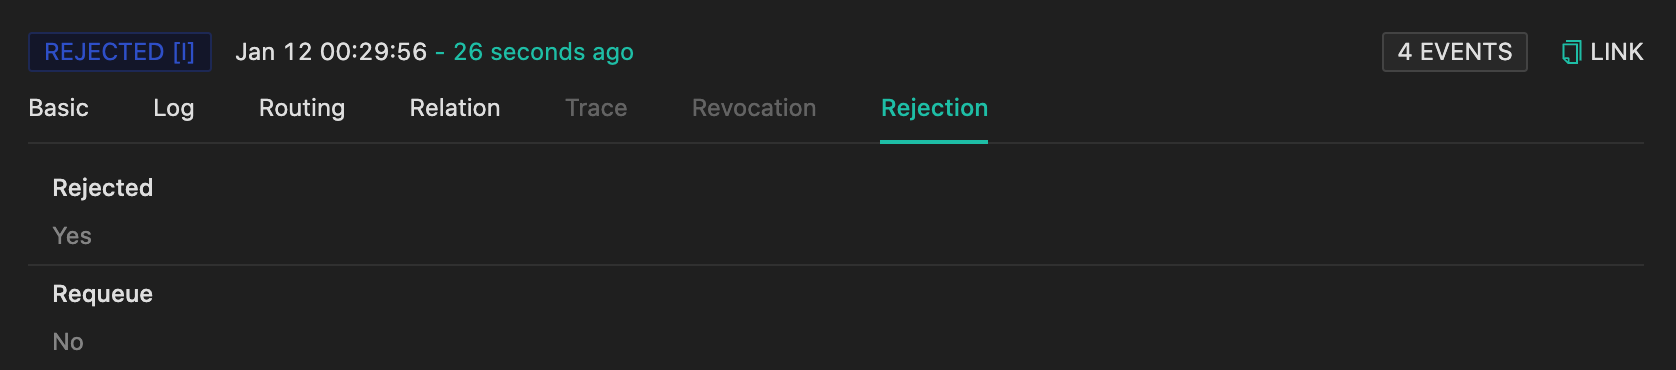 REJECTED [I] Jan 12 00:29:56 - 26 seconds ago 4 EVENTS LINK
Basic Log Routing Relation Trace Revocation Rejection
Rejected
Yes
Requeue
No